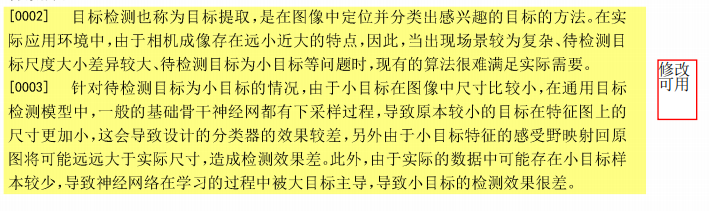 [0002] 目标检测也称为目标提取,是在图像中定位并分类出感兴趣的目标的方法。在实
际应用环境中,由于相机成像存在远小近大的特点,因此,当出现场景较为复杂、待检测目
标尺度大小差异较大、待检测目标为小目标等问题时,现有的算法很难满足实际需要。
[0003] 针对待检测目标为小目标的情况,由于小目标在图像中尺寸比较小,在通用目标
检测模型中,一般的基础骨干神经网都有下采样过程,导致原本较小的目标在特征图上的
尺寸更加小,这会导致设计的分类器的效果较差,另外由于小目标特征的感受野映射回原
图将可能远远大于实际尺寸,造成检测效果差。此外,由于实际的数据中可能存在小目标样
本较少,导致神经网络在学习的过程中被大目标主导,导致小目标的检测效果很差。
修改
可用